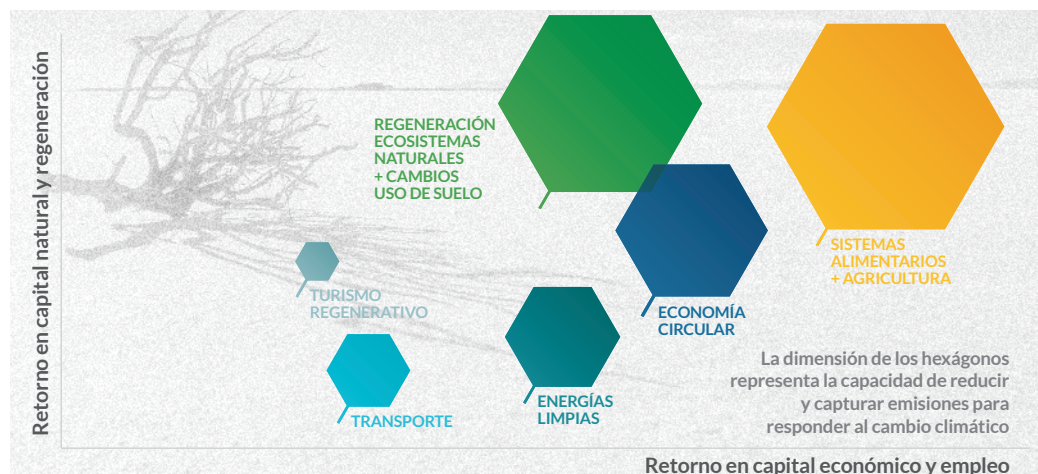 Retorno en capital natural y regeneración
REGENERACIÓN
ECOSISTEMAS
NATURALES
+ CAMBIOS
USO DE SUELO
SISTEMAS
ALIMENTARIOS
+ AGRICULTURA
TURISMO
REGENERATIVO
ECONOMÍA
CIRCULAR
TRANSPORTE
ENERGÍAS
LIMPIAS
La dimensión de los hexágonos
representa la capacidad de reducir
y capturar emisiones para
responder al cambio climático
Retorno en capital económico y empleo